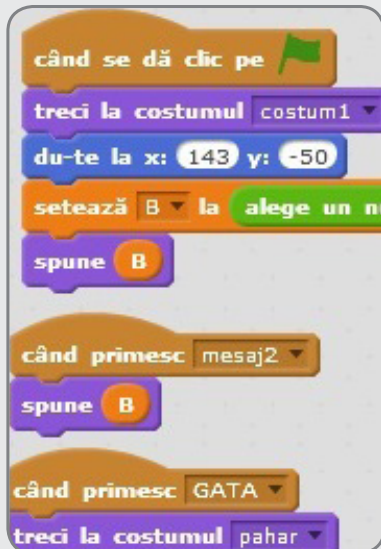 când se dă clic pe
treci la costumul costum1
du-te la x: 143 y: -50
setează B la alege un
spune B
când primesc mesaj2
spune B
când primesc GATA
treci la costumul pahar